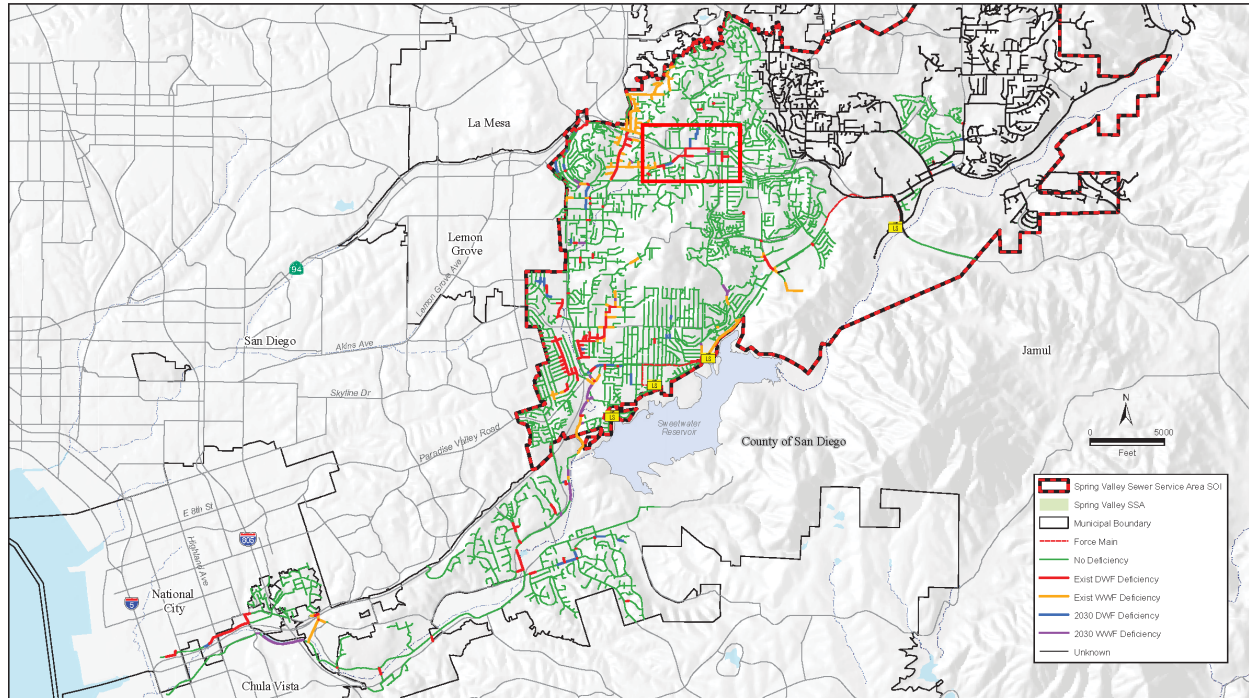 La Mesa
Lemon
Grove
Lemon Grove Ave
94
San Diego
Akins Ave
Skyline Dr
Paradise Valley Road
LS
LS
LS
LS
Jamul
Sweetwater
Reservoir
County of San Diego
N
0 5000
Feet
E 8th St
Highland Ave
805
5
National
City
Chula Vista
Spring Valley Sewer Service Area SOI
Spring Valley SSA
Municipal Boundary
Force Main
No Deficiency
Exist DWF Deficiency
Exist WWF Deficiency
2030 DWF Deficiency
2030 WWF Deficiency
Unknown